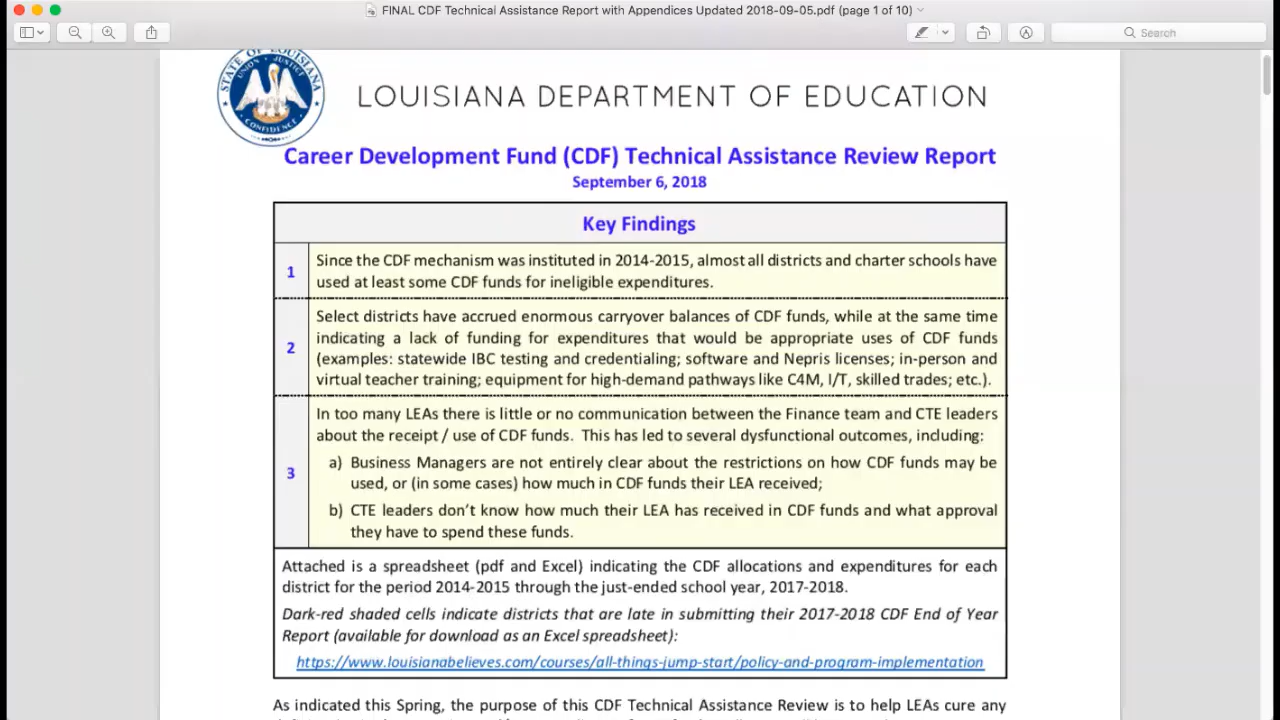 FINAL CDF Technical Assistance Report with Appendices Updated 2018-09-05.pdf (page 1 of 10)
Search
STATE OF LOUISIANA
UNION JUSTICE
CONFIDENCE
LOUISIANA DEPARTMENT OF EDUCATION
Career Development Fund (CDF) Technical Assistance Review Report
September 6, 2018
Key Findings
1
Since the CDF mechanism was instituted in 2014-2015, almost all districts and charter schools have
used at least some CDF funds for ineligible expenditures.
2
Select districts have accrued enormous carryover balances of CDF funds, while at the same time
indicating a lack of funding for expenditures that would be appropriate uses of CDF funds
(examples: statewide IBC testing and credentialing; software and Nepris licenses; in-person and
virtual teacher training; equipment for high-demand pathways like C4M, I/T, skilled trades; etc.).
3
In too many LEAs there is little or no communication between the Finance team and CTE leaders
about the receipt / use of CDF funds. This has led to several dysfunctional outcomes, including:
a) Business Managers are not entirely clear about the restrictions on how CDF funds may be
used, or (in some cases) how much in CDF funds their LEA received;
b) CTE leaders don't know how much their LEA has received in CDF funds and what approval
they have to spend these funds.
Attached is a spreadsheet (pdf and Excel) indicating the CDF allocations and expenditures for each
district for the period 2014-2015 through the just-ended school year, 2017-2018.
Dark-red shaded cells indicate districts that are late in submitting their 2017-2018 CDF End of Year
Report (available for download as an Excel spreadsheet):
https://www.louisianabelieves.com/courses/all-things-jump-start/policy-and-program-implementation
As indicated this Spring, the purpose of this CDF Technical Assistance Review is to help LEAs cure any